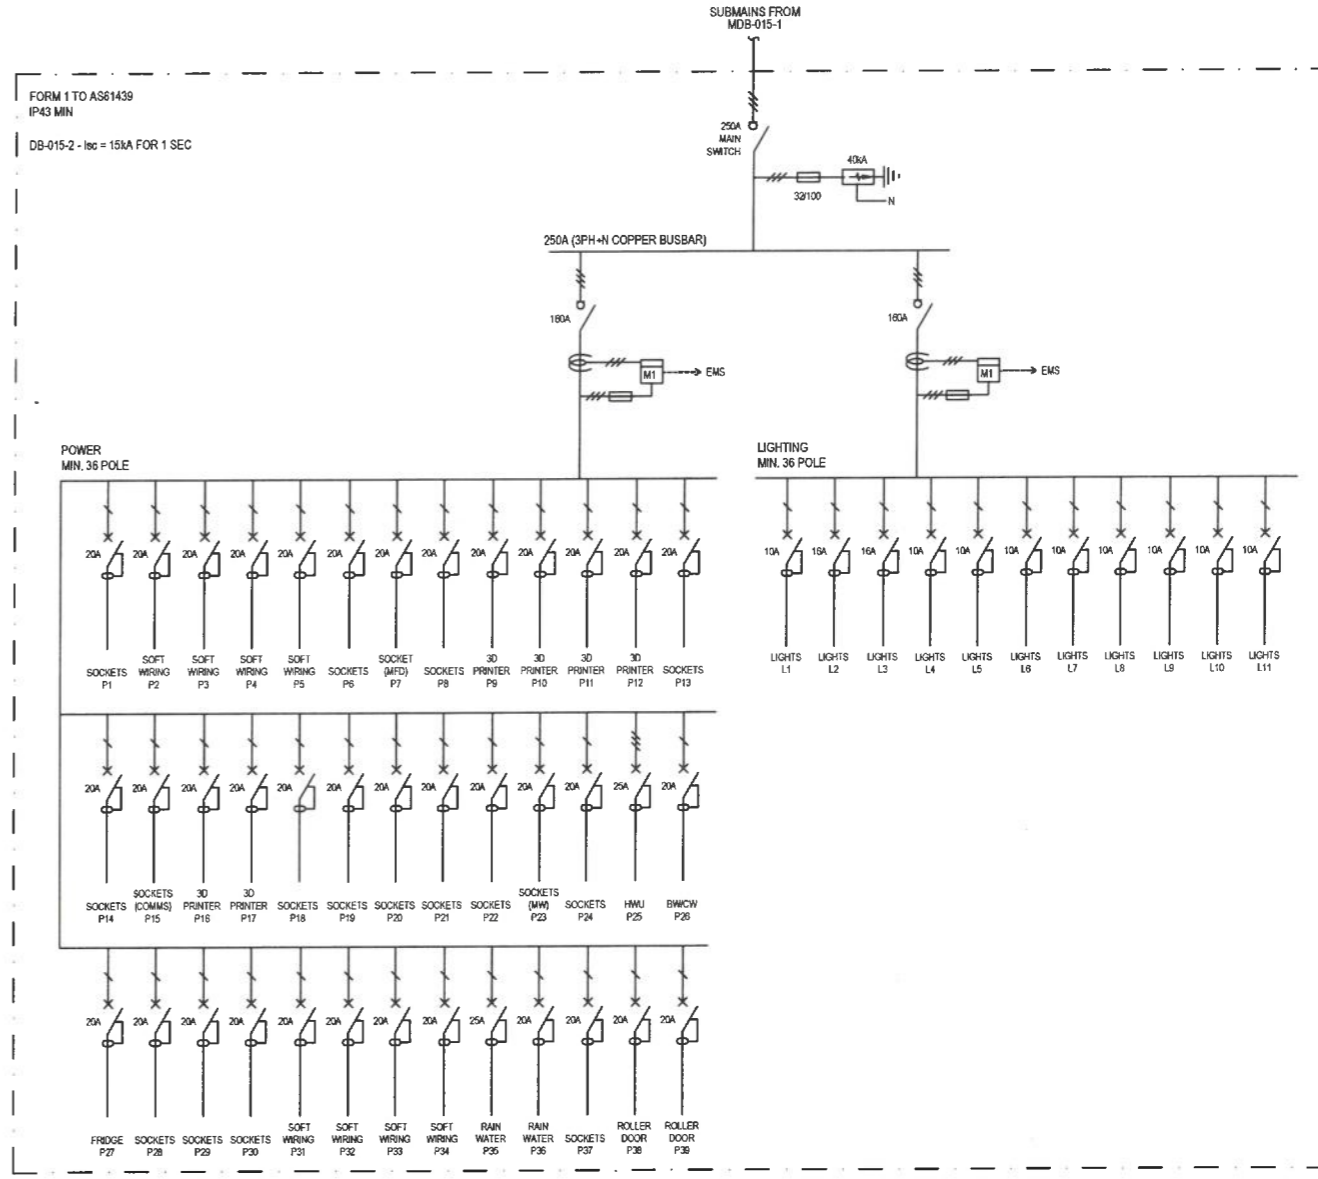 SUBMAINS FROM
MDB-015-1
FORM 1 TO AS61439
IP43 MIN
DB-015-2 - Isc = 15kA FOR 1 SEC
250A
MAIN
SWITCH
40kA
32/100
N
250A (3PH+N COPPER BUSBAR)
160A
160A
M1
EMS
M1
EMS
POWER
MIN. 36 POLE
LIGHTING
MIN. 36 POLE
20A 20A 20A 20A 20A 20A 20A 20A 20A 20A 20A 20A 20A
10A 16A 16A 10A 10A 10A 10A 10A 10A 10A 10A
SOCKETS
P1
SOFT
WIRING
P2
SOFT
WIRING
P3
SOFT
WIRING
P4
SOFT
WIRING
P5
SOCKETS
P6
SOCKET
(MFD)
P7
SOCKETS
P8
3D
PRINTER
P9
3D
PRINTER
P10
3D
PRINTER
P11
3D
PRINTER
P12
SOCKETS
P13
LIGHTS
L1
LIGHTS
L2
LIGHTS
L3
LIGHTS
L4
LIGHTS
L5
LIGHTS
L6
LIGHTS
L7
LIGHTS
L8
LIGHTS
L9
LIGHTS
L10
LIGHTS
L11
20A 20A 20A 20A 20A 20A 20A 20A 20A 20A 20A 25A 20A
SOCKETS
P14
SOCKETS
(COMMS)
P15
3D
PRINTER
P16
3D
PRINTER
P17
SOCKETS
P18
SOCKETS
P19
SOCKETS
P20
SOCKETS
P21
SOCKETS
P22
SOCKETS
(MW)
P23
SOCKETS
P24
HWU
P25
BW/CW
P26
20A 20A 20A 20A 20A 20A 20A 20A 25A 20A 20A 20A 20A
FRIDGE
P27
SOCKETS
P28
SOCKETS
P29
SOCKETS
P30
SOFT
WIRING
P31
SOFT
WIRING
P32
SOFT
WIRING
P33
SOFT
WIRING
P34
RAIN
WATER
P35
RAIN
WATER
P36
SOCKETS
P37
ROLLER
DOOR
P38
ROLLER
DOOR
P39